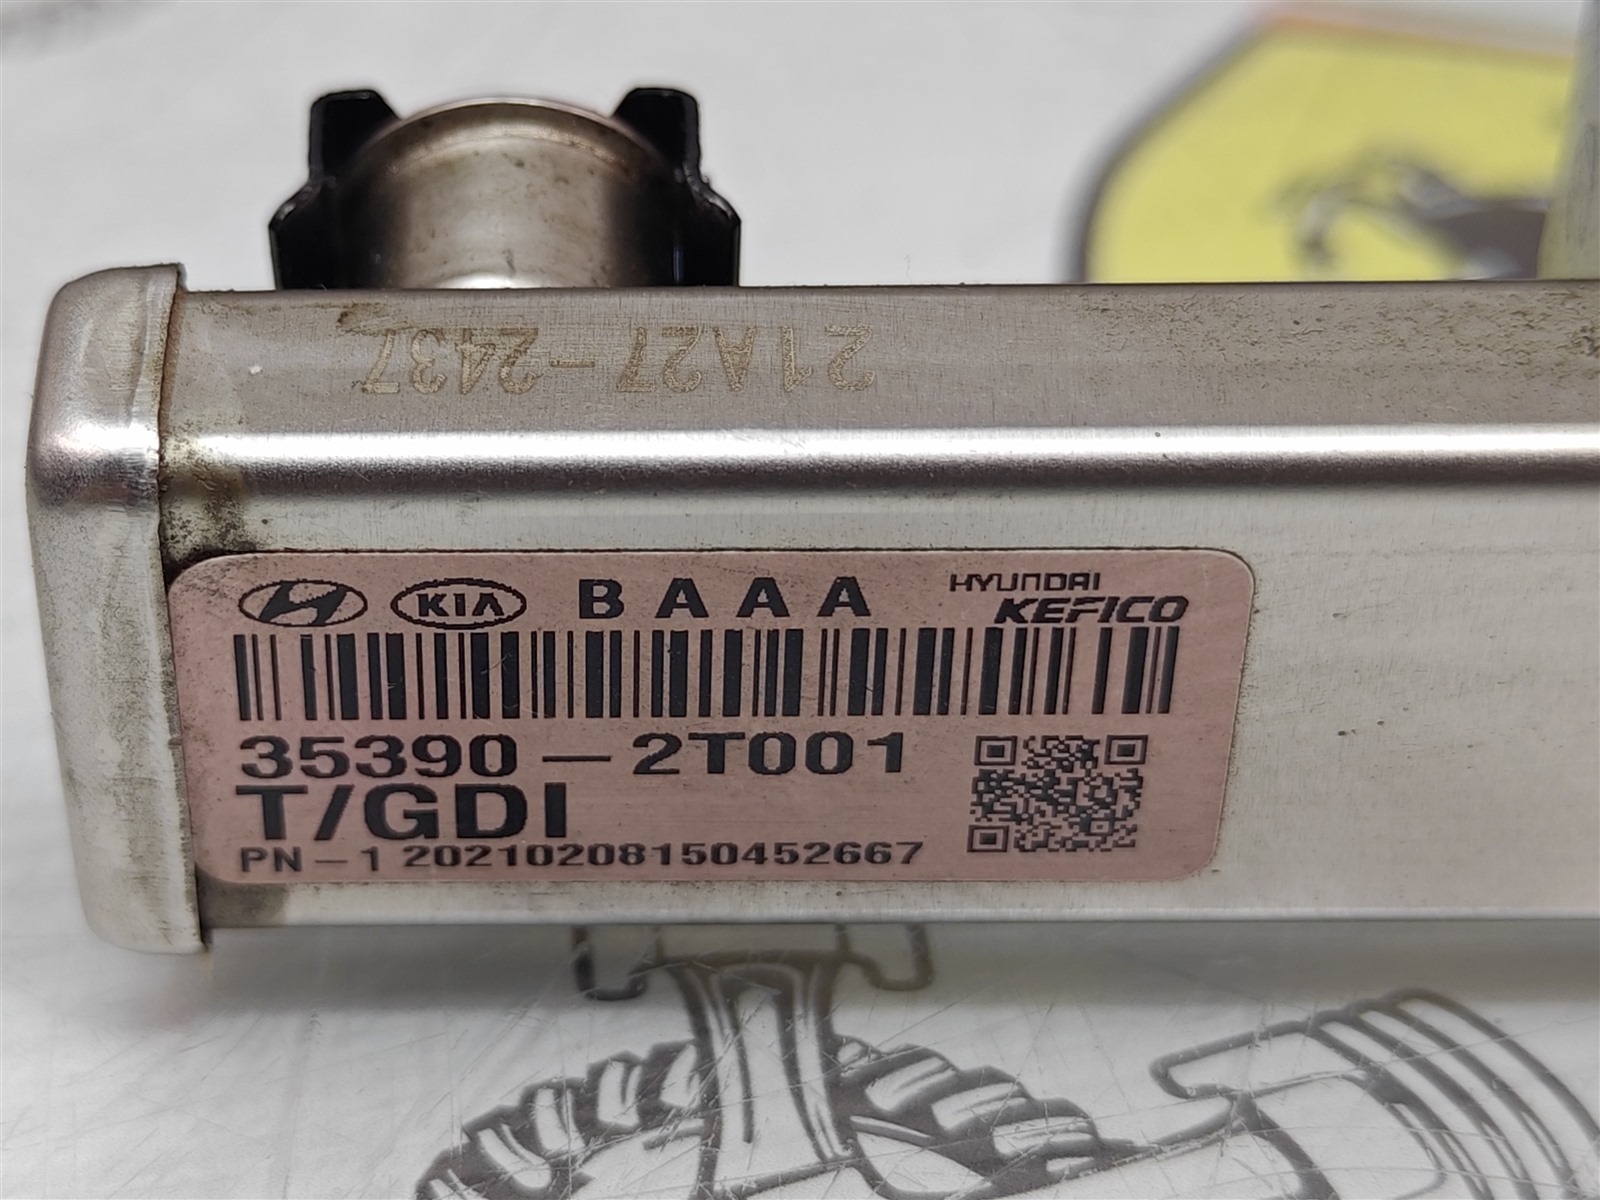 21A27-2437
KIA BAAA HYUNDAI
KEFICO
35390-2T001
T/GDI
PN-1 20210208150452667